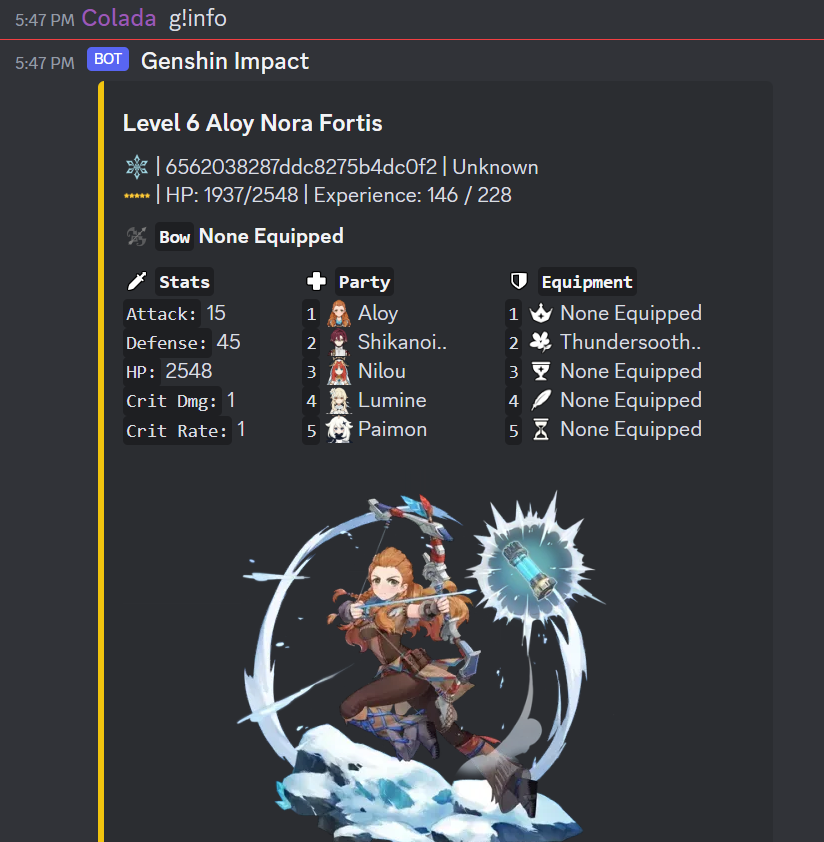 5:47 PM Colada g!info
5:47 PM BOT Genshin Impact
Level 6 Aloy Nora Fortis
| 6562038287ddc8275b4dc0f2 | Unknown
***** | HP: 1937/2548 | Experience: 146 / 228
Bow None Equipped
Stats Party Equipment
Attack: 15 1 Aloy 1 None Equipped
Defense: 45 2 Shikanoi.. 2 Thundersooth..
HP: 2548 3 Nilou 3 None Equipped
Crit Dmg: 1 4 Lumine 4 None Equipped
Crit Rate: 1 5 Paimon 5 None Equipped